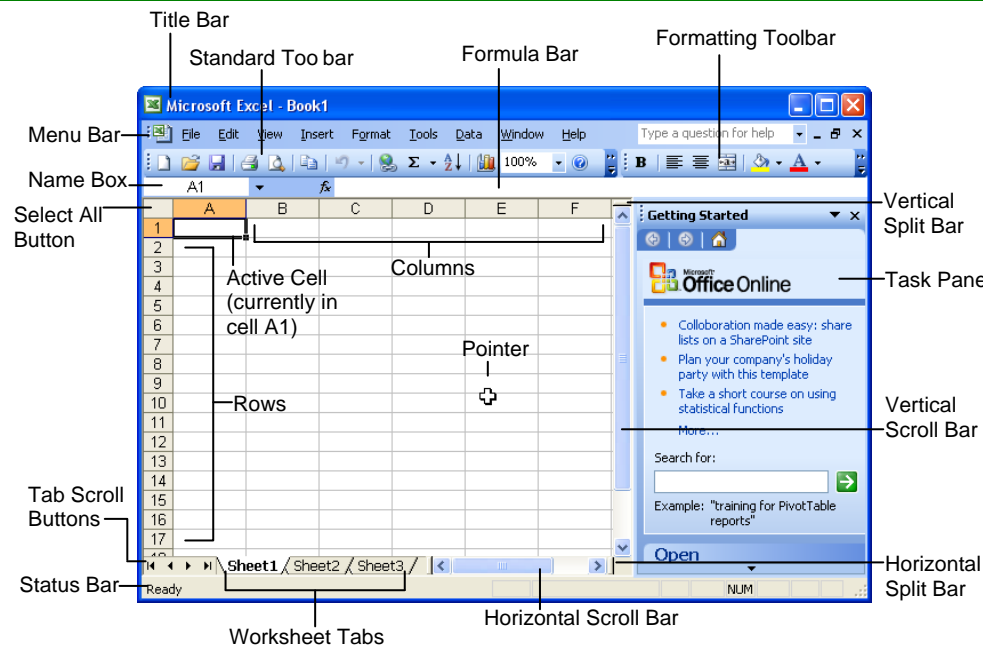 Title Bar
Standard Too bar
Formula Bar
Formatting Toolbar
Microsoft Excel - Book1
Menu Bar
File Edit View Insert Format Tools Data Window Help
Type a question for help
Σ
100%
B
A
Name Box
A1
fx
Select All
Button
A B C D E F
Vertical
Split Bar
Getting Started
1
2
3
4
5
6
7
8
9
10
11
12
13
14
15
16
17
18
Active Cell
(currently in
cell A1)
Columns
Pointer
Rows
Microsoft
Office Online
Task Pane
Colloboration made easy: share
lists on a SharePoint site
Plan your company's holiday
party with this template
Take a short course on using
statistical functions
More...
Vertical
Scroll Bar
Search for:
Example: "training for PivotTable
reports"
Open
Tab Scroll
Buttons
Sheet1 Sheet2 Sheet3
Horizontal
Split Bar
Status Bar
Ready
NUM
Worksheet Tabs
Horizontal Scroll Bar